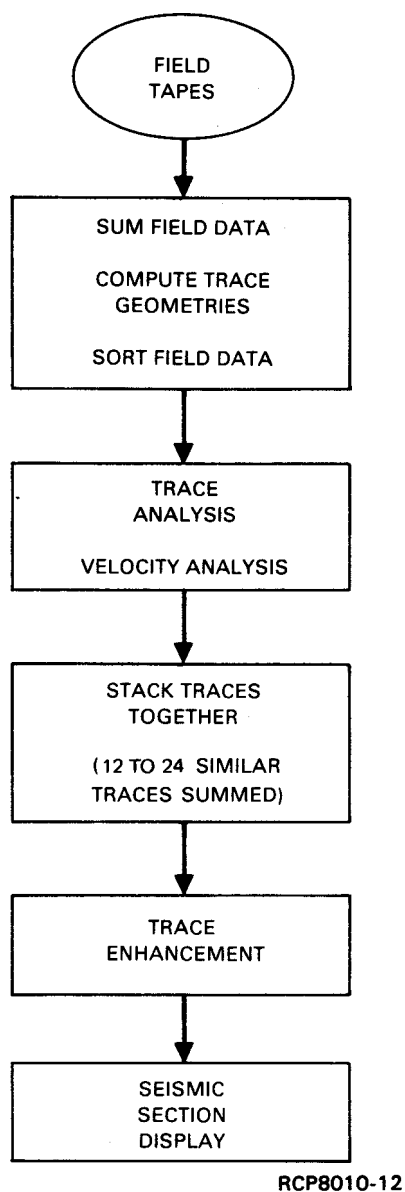 FIELD
TAPES
SUM FIELD DATA
COMPUTE TRACE
GEOMETRIES
SORT FIELD DATA
TRACE
ANALYSIS
VELOCITY ANALYSIS
STACK TRACES
TOGETHER
(12 TO 24 SIMILAR
TRACES SUMMED)
TRACE
ENHANCEMENT
SEISMIC
SECTION
DISPLAY
RCP8010-12